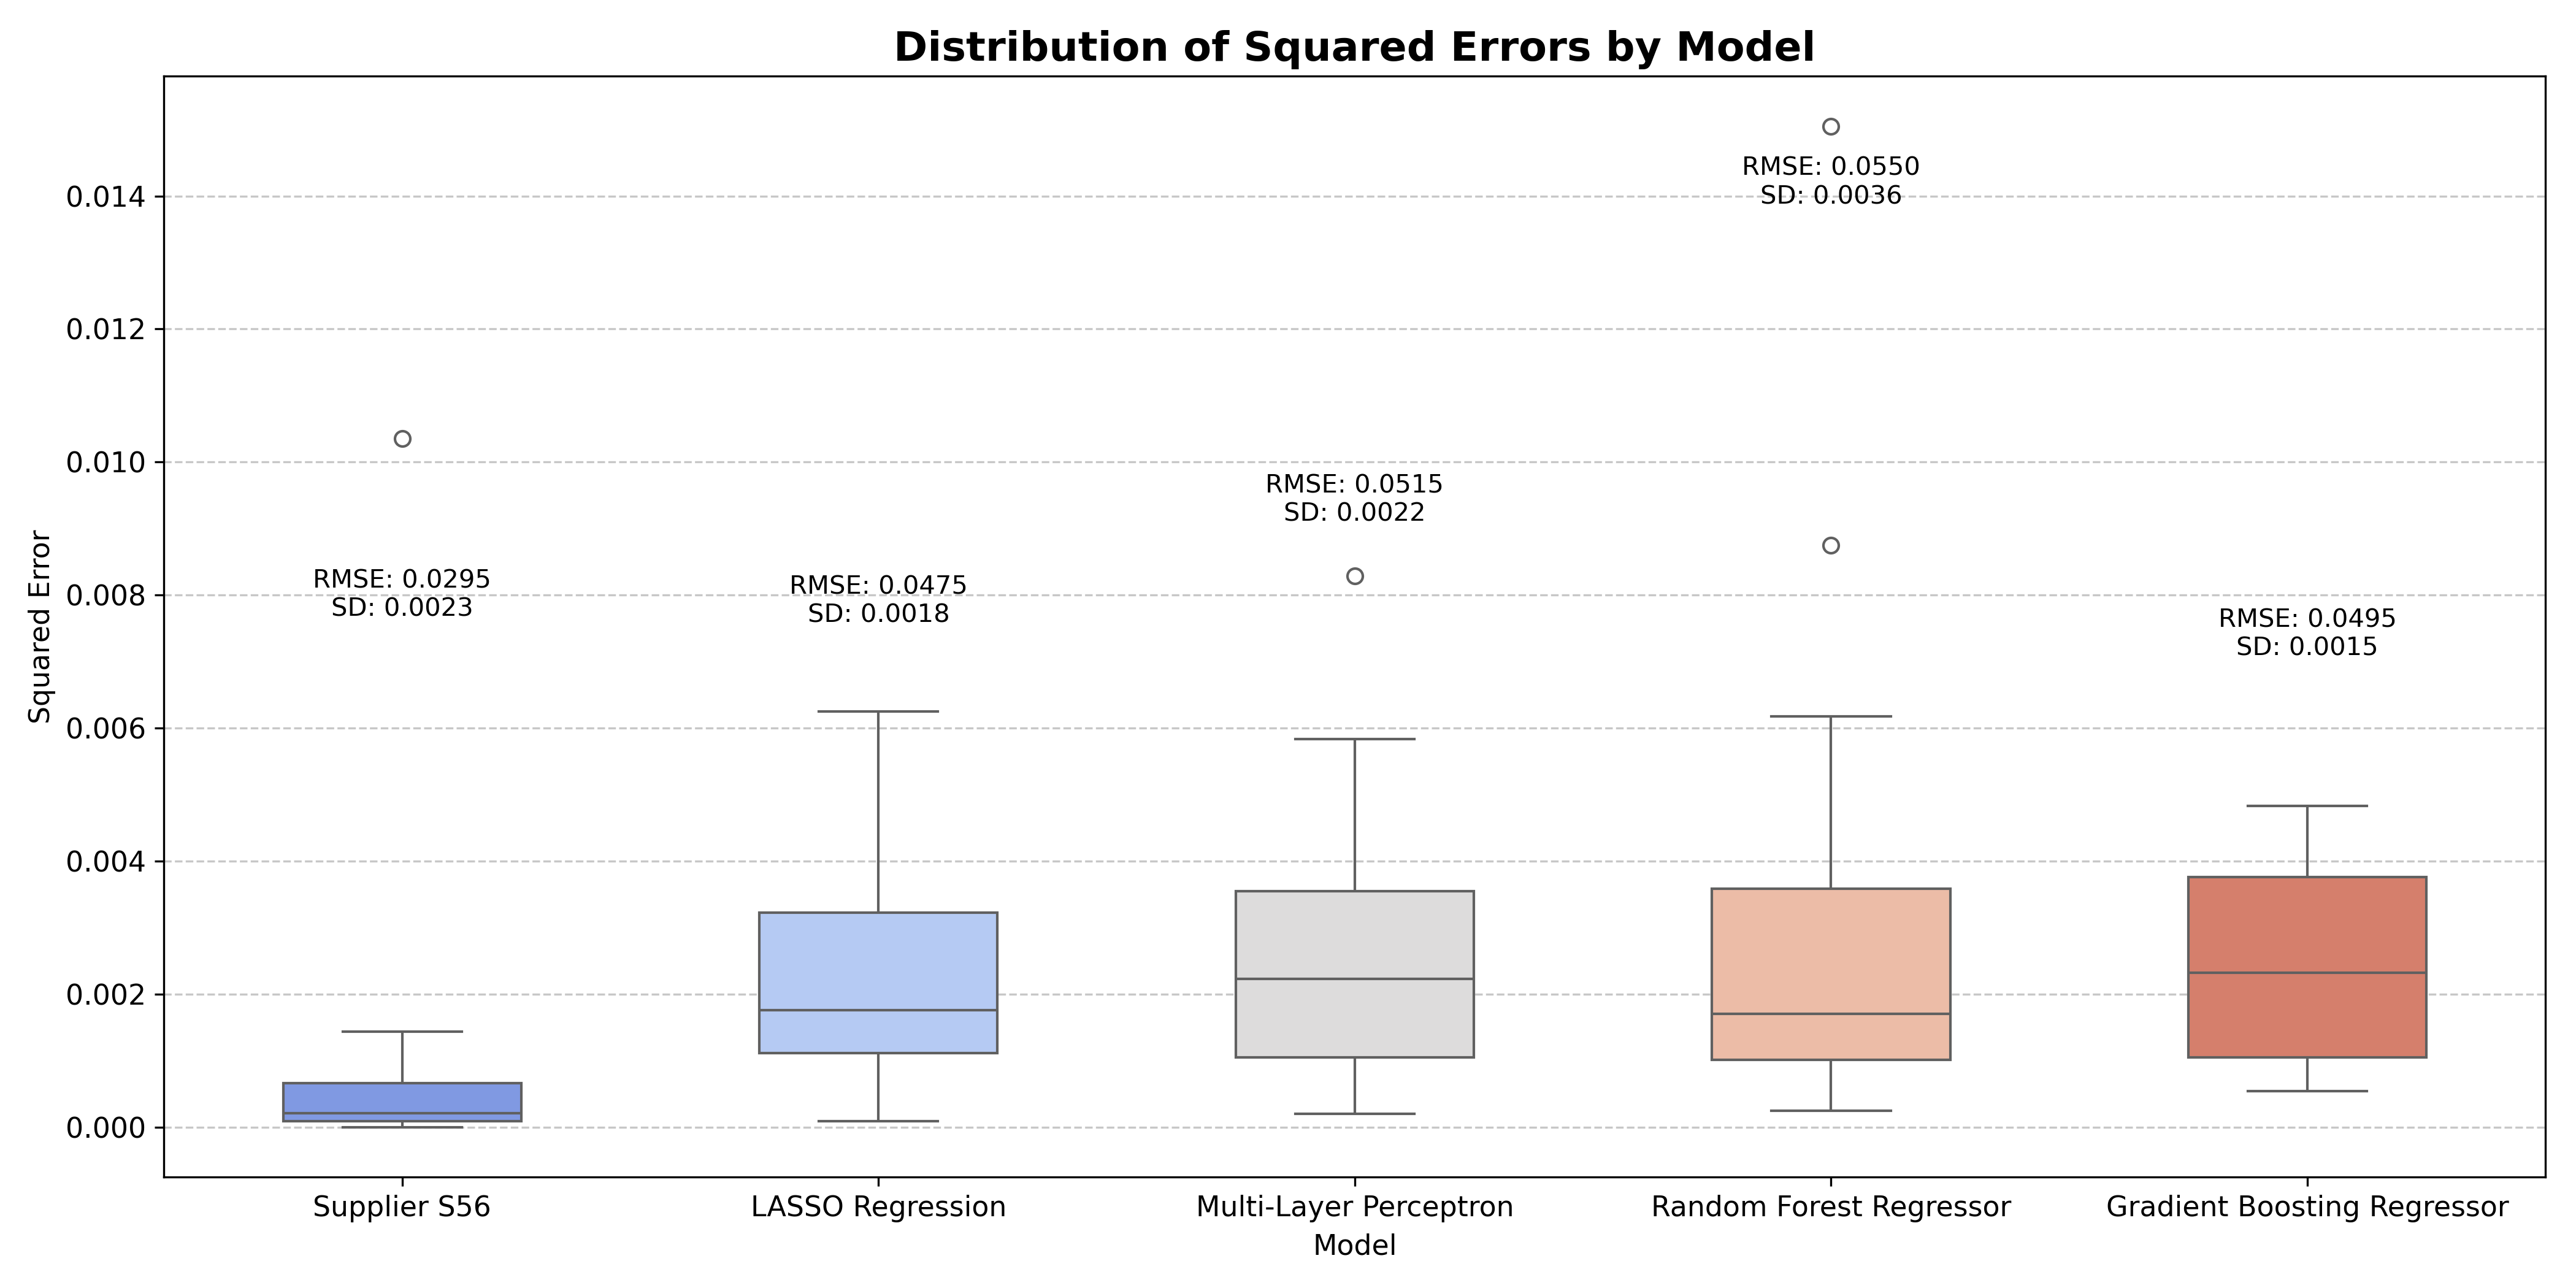 Distribution of Squared Errors by Model
Squared Error
0.014
0.012
0.010
0.008
0.006
0.004
0.002
0.000
RMSE: 0.0295
SD: 0.0023
RMSE: 0.0475
SD: 0.0018
RMSE: 0.0515
SD: 0.0022
RMSE: 0.0550
SD: 0.0036
RMSE: 0.0495
SD: 0.0015
Supplier S56
LASSO Regression
Multi-Layer Perceptron
Random Forest Regressor
Gradient Boosting Regressor
Model